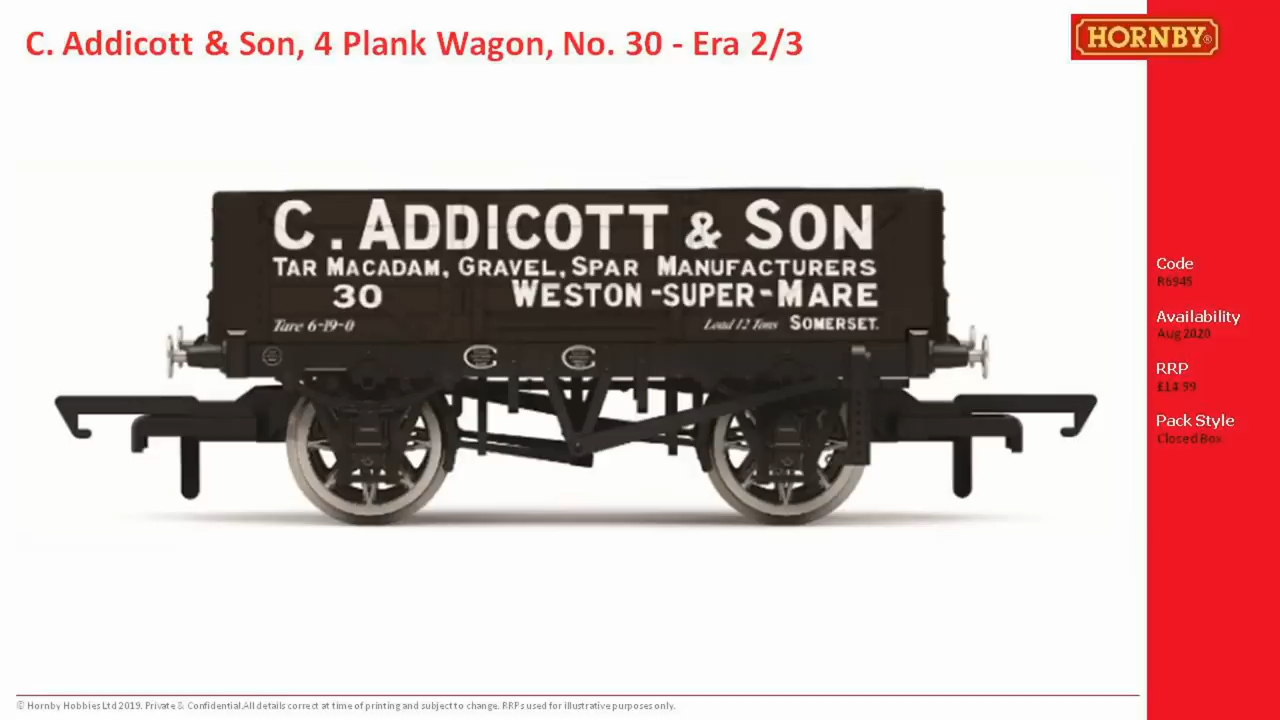 C. Addicott & Son, 4 Plank Wagon, No. 30 - Era 2/3
HORNBY®
C. ADDICOTT & SON
TAR MACADAM, GRAVEL, SPAR MANUFACTURERS
30 WESTON-SUPER-MARE
Tare 6-19-0 Load 12 Tons SOMERSET.
Code
R6945
Availability
Aug 2020
RRP
£14.99
Pack Style
Closed Box
© Hornby Hobbies Ltd 2019. Private & Confidential.All details correct at time of printing and subject to change. RRPs used for illustrative purposes only.